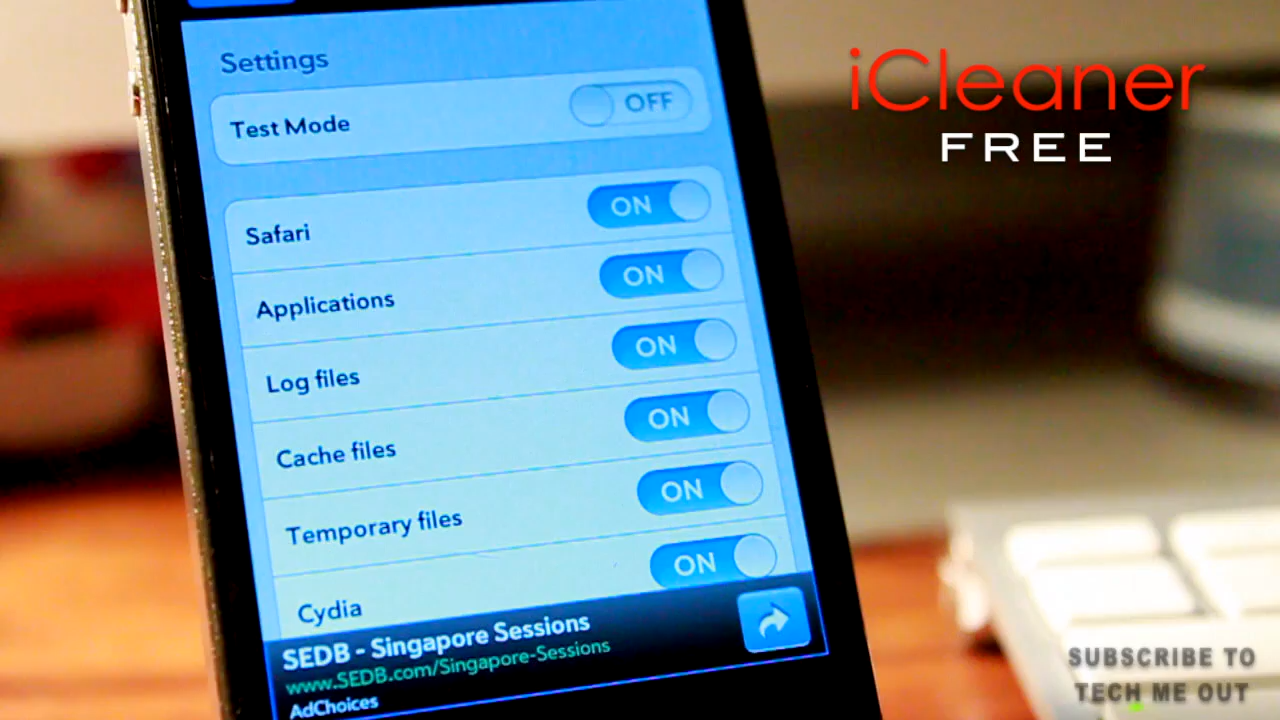 Settings
Test Mode OFF
Safari ON
Applications ON
Log files ON
Cache files ON
Temporary files ON
Cydia ON
SEDB - Singapore Sessions
www.SEDB.com/Singapore-Sessions
AdChoices
iCleaner
FREE
SUBSCRIBE TO
TECH ME OUT